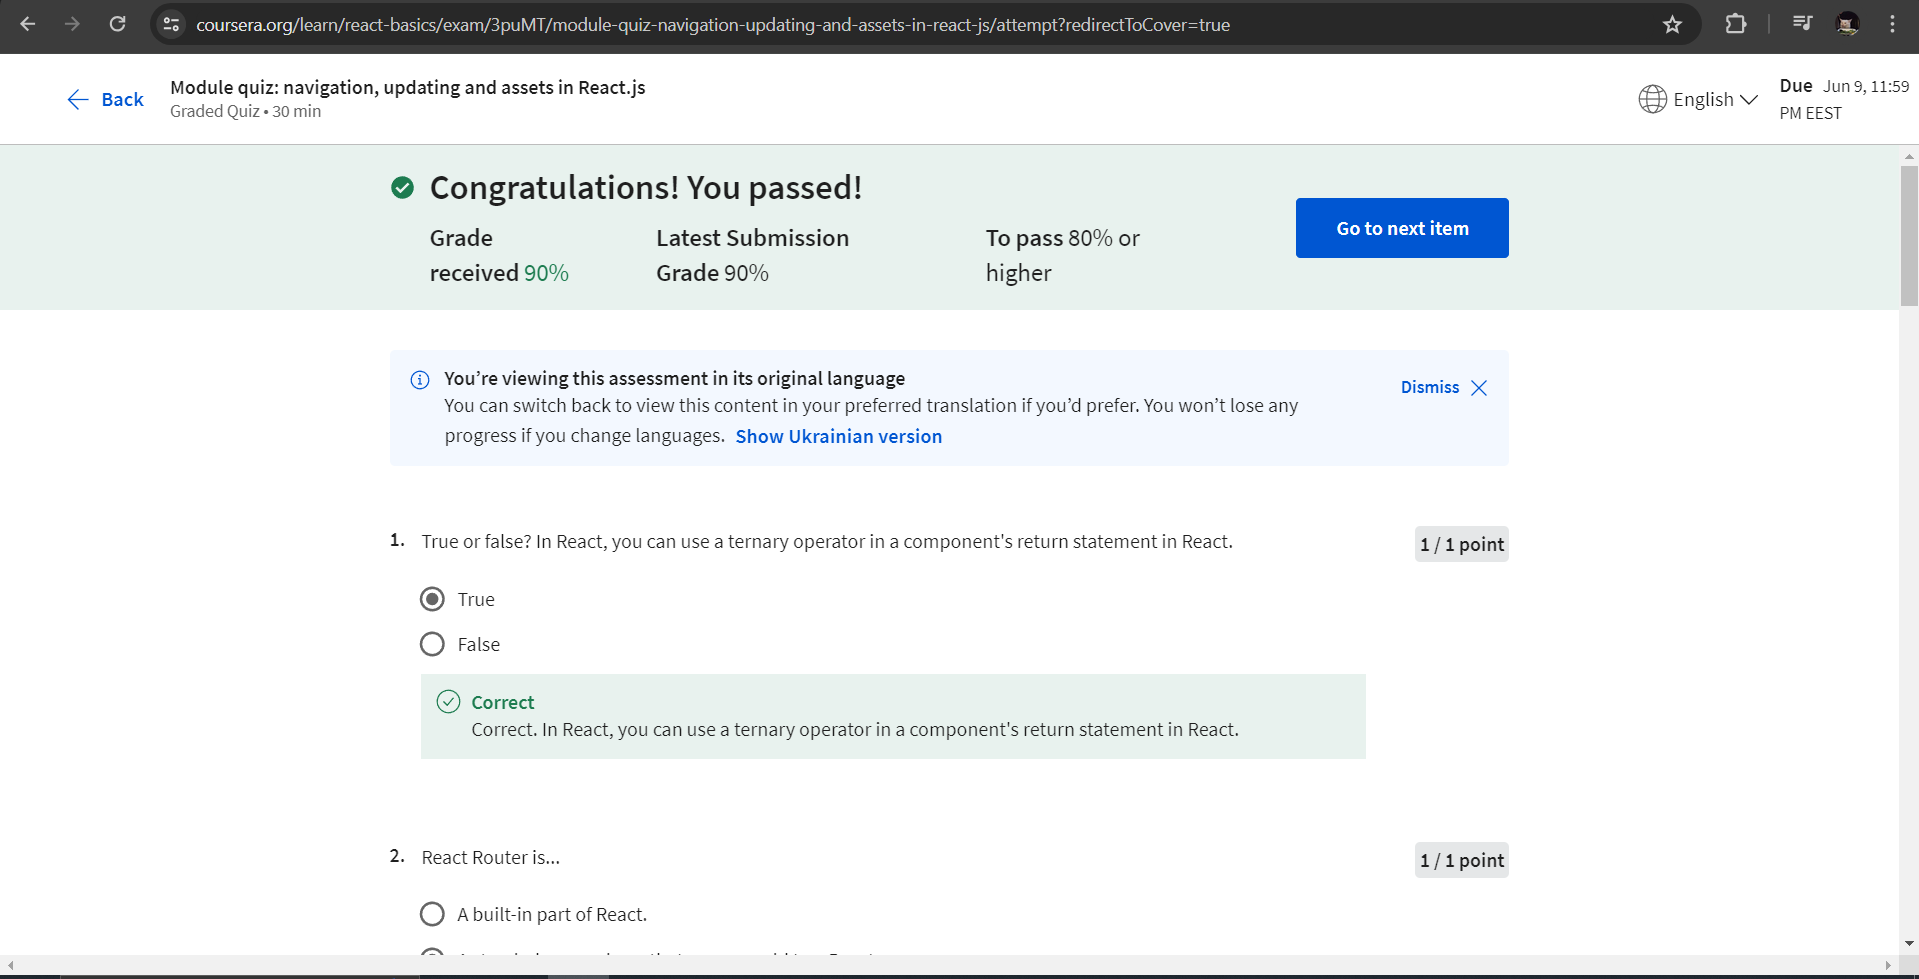 coursera.org/learn/react-basics/exam/3puMT/module-quiz-navigation-updating-and-assets-in-react-js/attempt?redirectToCover=true
Back
Module quiz: navigation, updating and assets in React.js
Graded Quiz • 30 min
English
Due Jun 9, 11:59
PM EEST
Congratulations! You passed!
Grade
received 90%
Latest Submission
Grade 90%
To pass 80% or
higher
Go to next item
You’re viewing this assessment in its original language
You can switch back to view this content in your preferred translation if you’d prefer. You won’t lose any
progress if you change languages. Show Ukrainian version
Dismiss
1. True or false? In React, you can use a ternary operator in a component's return statement in React.
1 / 1 point
True
False
Correct
Correct. In React, you can use a ternary operator in a component's return statement in React.
2. React Router is...
1 / 1 point
A built-in part of React.